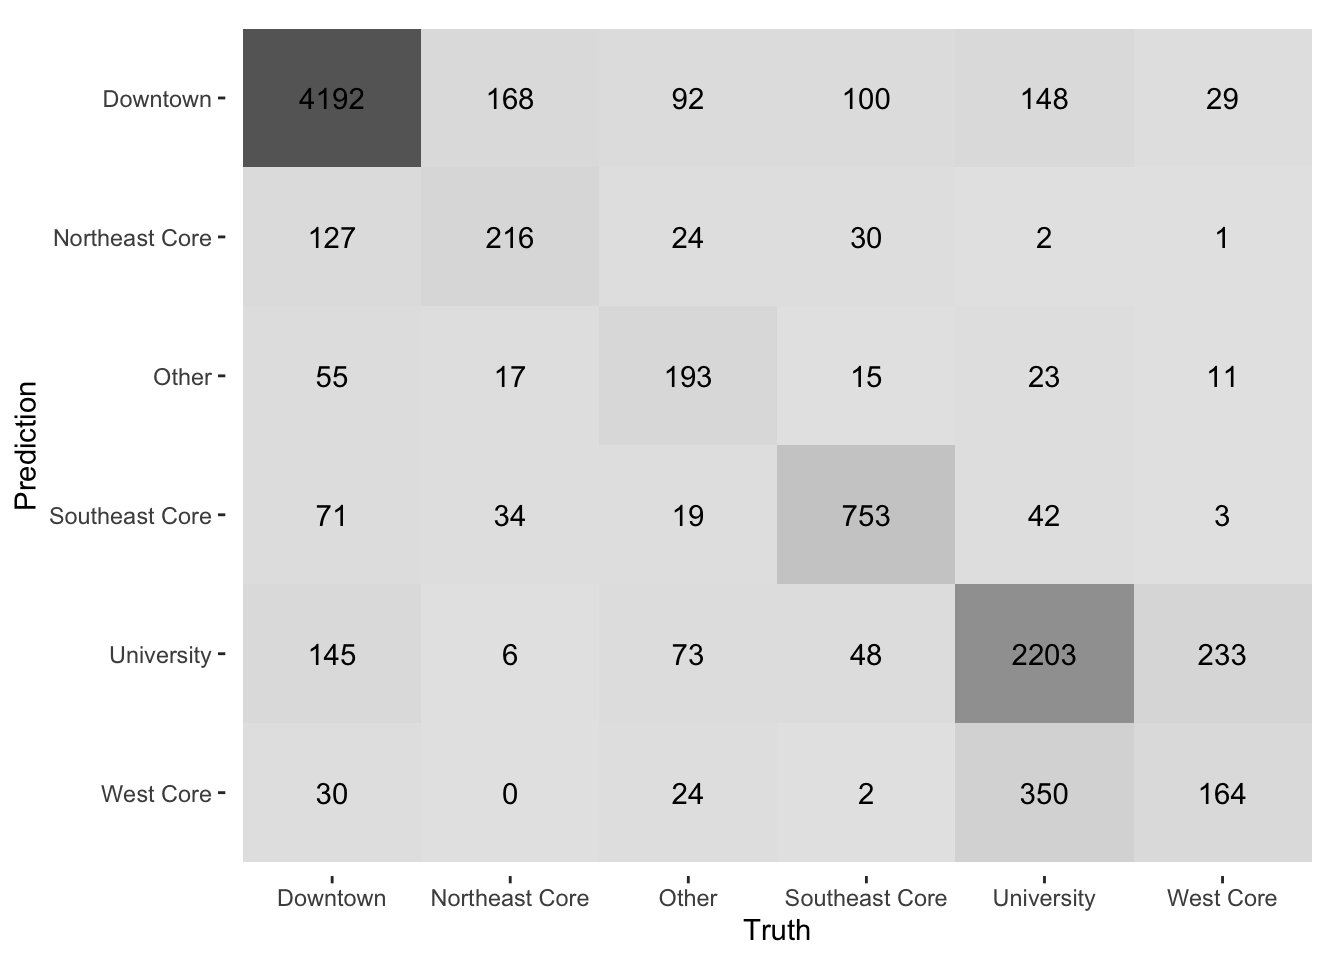 Downtown 4192 168 92 100 148 29
Northeast Core 127 216 24 30 2 1
Other 55 17 193 15 23 11
Prediction
Southeast Core 71 34 19 753 42 3
University 145 6 73 48 2203 233
West Core 30 0 24 2 350 164
Downtown Northeast Core Other Southeast Core University West Core
Truth